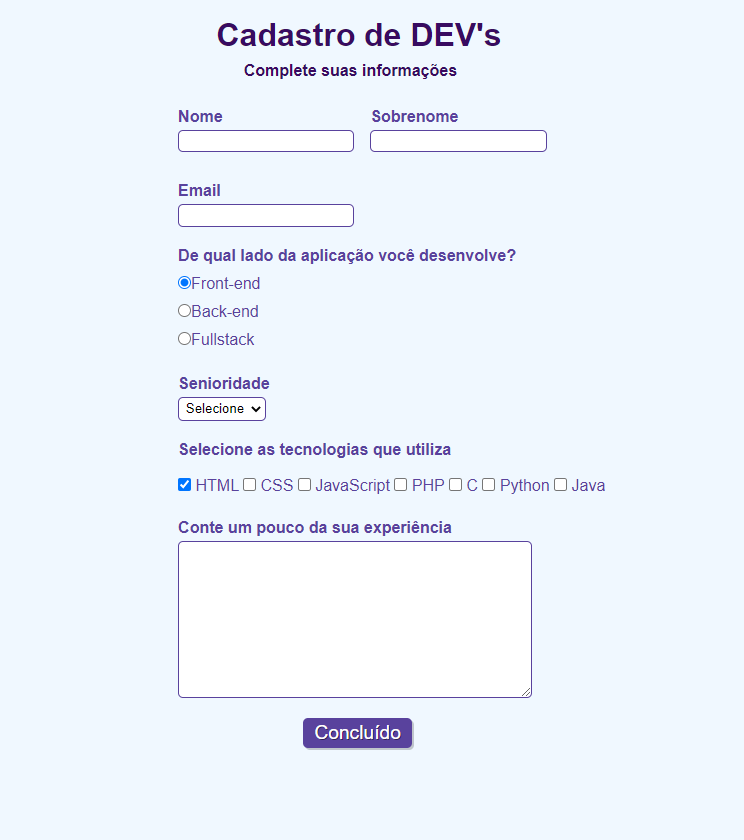 Cadastro de DEV's
Complete suas informações
Nome Sobrenome
Email
De qual lado da aplicação você desenvolve?
Front-end
Back-end
Fullstack
Senioridade
Selecione
Selecione as tecnologias que utiliza
HTML CSS JavaScript PHP C Python Java
Conte um pouco da sua experiência
Concluído